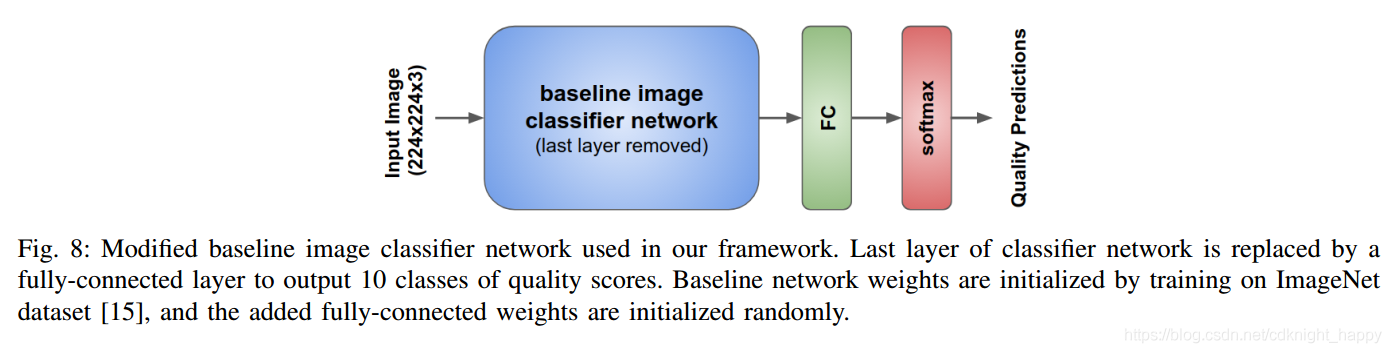 Input Image
(224x224x3)
baseline image
classifier network
(last layer removed)
FC
softmax
Quality Predictions
Fig. 8: Modified baseline image classifier network used in our framework. Last layer of classifier network is replaced by a
fully-connected layer to output 10 classes of quality scores. Baseline network weights are initialized by training on ImageNet
dataset [15], and the added fully-connected weights are initialized randomly.
https://blog.csdn.net/cdknight_happy